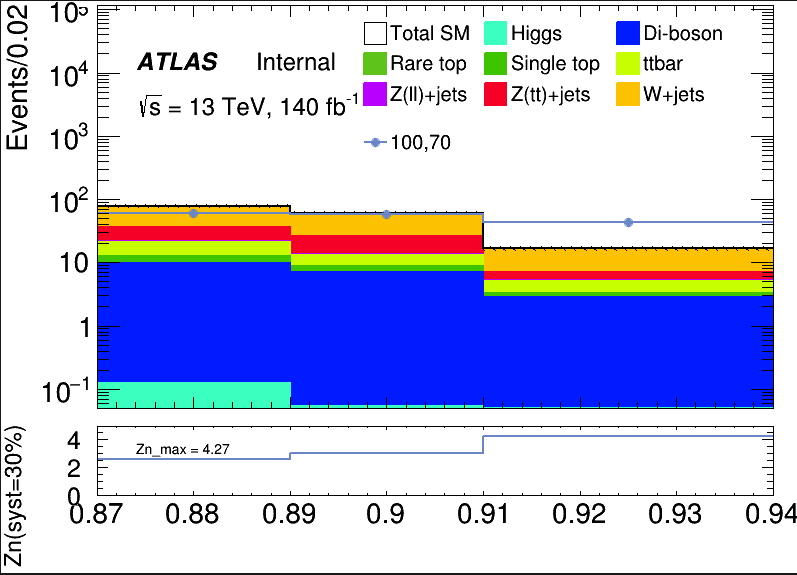 Events/0.02
10⁵
10⁴
10³
10²
10
1
10⁻¹
ATLAS Internal
√s = 13 TeV, 140 fb⁻¹
Total SM
Higgs
Di-boson
Rare top
Single top
ttbar
Z(ll)+jets
Z(tt)+jets
W+jets
100,70
Zn(syst=30%)
4
2
0
Zn_max = 4.27
0.87 0.88 0.89 0.9 0.91 0.92 0.93 0.94